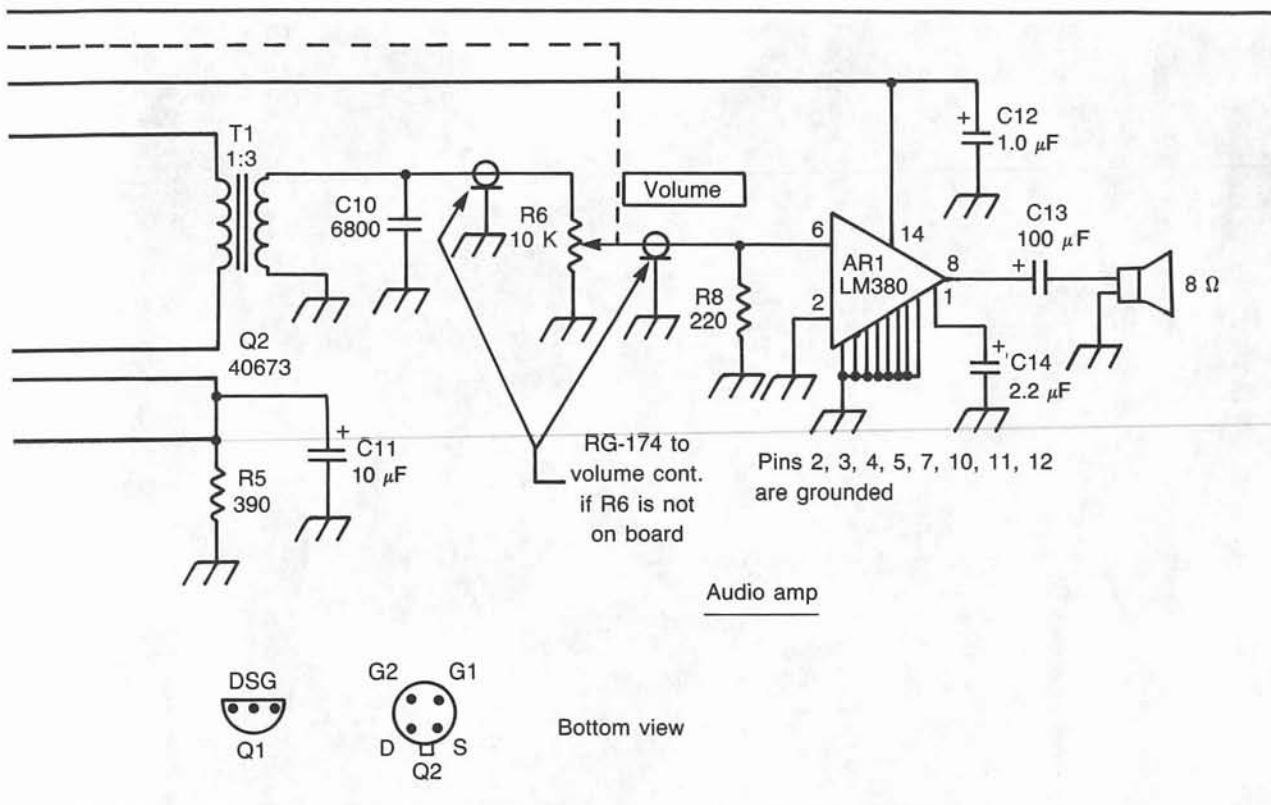 T1
1:3
C10
6800
R6
10 K
Volume
+
C12
1.0 μF
6
14
AR1
LM380
8
1
2
R8
220
C13
100 μF
+
8 Ω
+
C14
2.2 μF
Q2
40673
+
C11
10 μF
R5
390
RG-174 to
volume cont.
if R6 is not
on board
Pins 2, 3, 4, 5, 7, 10, 11, 12
are grounded
Audio amp
DSG
Q1
G2
G1
D
S
Q2
Bottom view